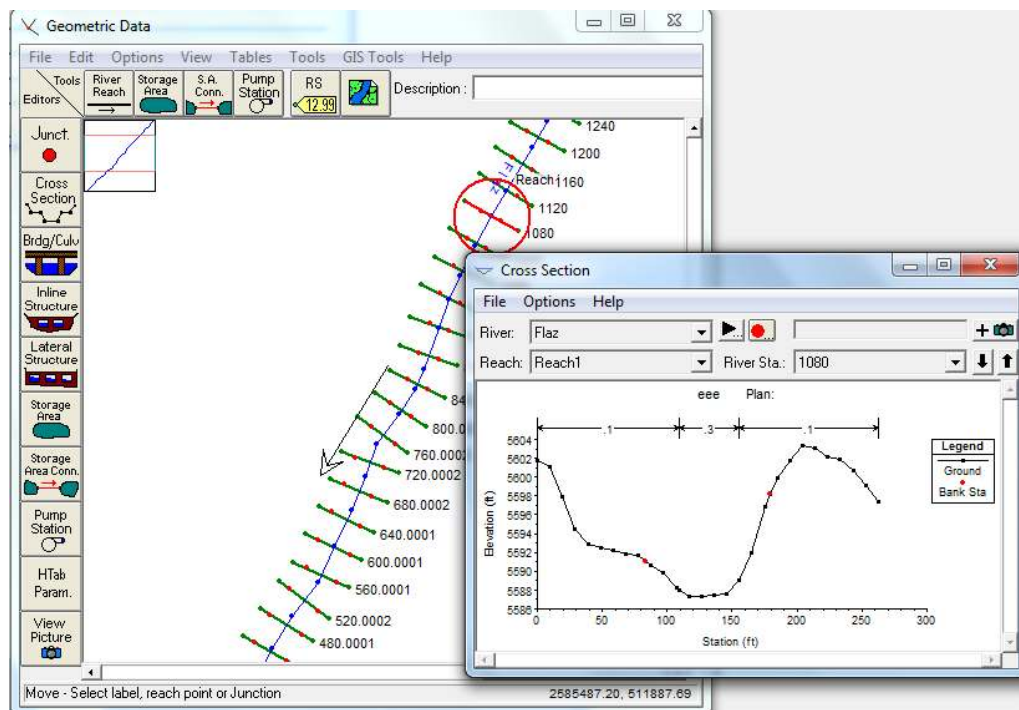 Geometric Data
File Edit Options View Tables Tools GIS Tools Help
Tools
Editors
River Reach
Storage Area
S.A. Conn.
Pump Station
RS
12.99
Description :
Junct.
Cross Section
Brdg/Culv
Inline Structure
Lateral Structure
Storage Area
Storage Area Conn.
Pump Station
HTab Param.
View Picture
1240
1200
1160
Reach
Flaz
1120
1080
800.0
760.0002
720.0002
680.0002
640.0001
600.0001
560.0001
520.0002
480.0001
Move - Select label, reach point or Junction
2585487.20, 511887.69
Cross Section
File Options Help
River: Flaz
Reach: Reach1 River Sta.: 1080
eee Plan:
.1 .3 .1
5604
5602
5600
5598
5596
5594
5592
5590
5588
5586
0 50 100 150 200 250 300
Elevation (ft)
Station (ft)
Legend
Ground
Bank Sta